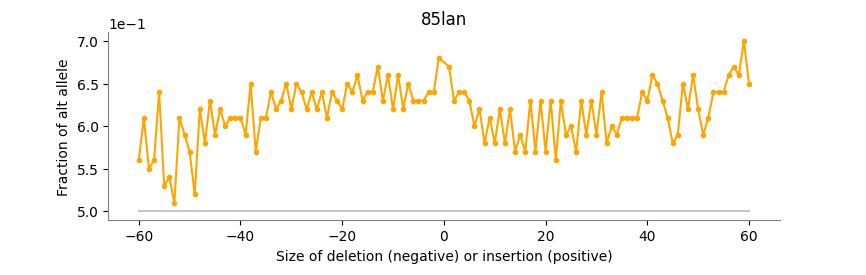 85lan
1e−1
7.0
6.5
6.0
5.5
5.0
Fraction of alt allele
−60 −40 −20 0 20 40 60
Size of deletion (negative) or insertion (positive)